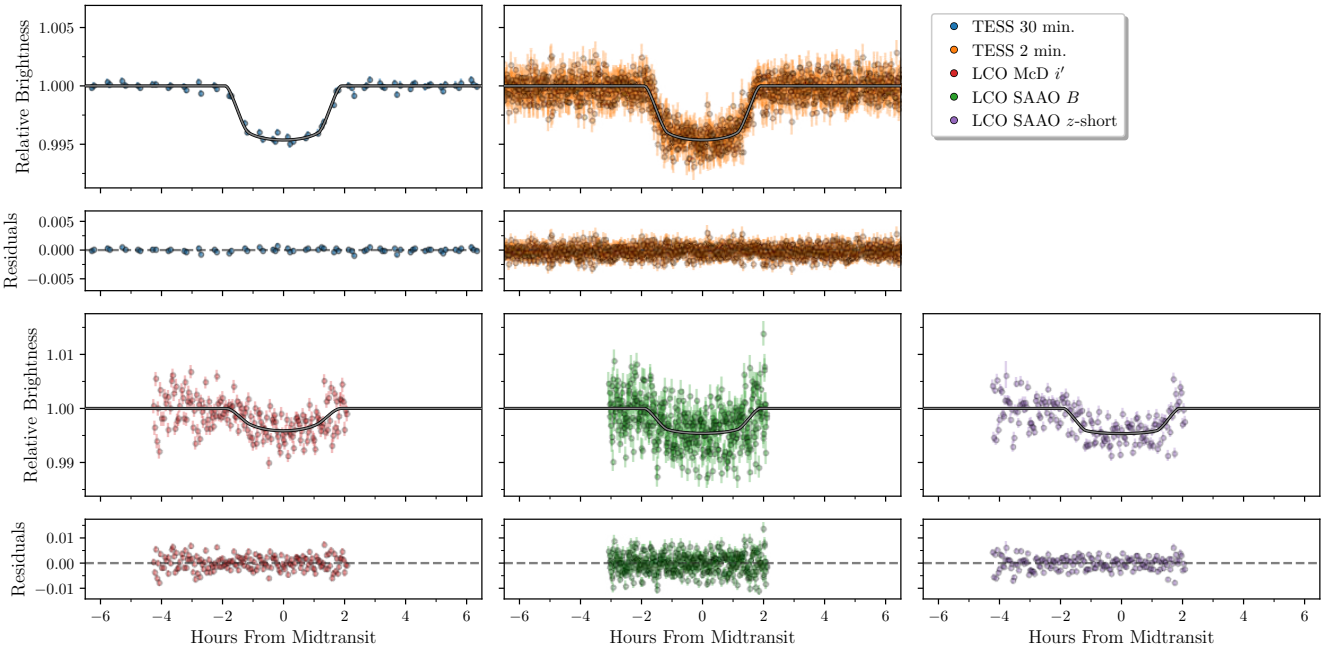 Relative Brightness
1.005
1.000
0.995
TESS 30 min.
TESS 2 min.
LCO McD i′
LCO SAAO B
LCO SAAO z-short
Residuals
0.005
0.000
−0.005
Relative Brightness
1.01
1.00
0.99
Residuals
0.01
0.00
−0.01
−6 −4 −2 0 2 4 6
−6 −4 −2 0 2 4 6
−6 −4 −2 0 2 4 6
Hours From Midtransit
Hours From Midtransit
Hours From Midtransit